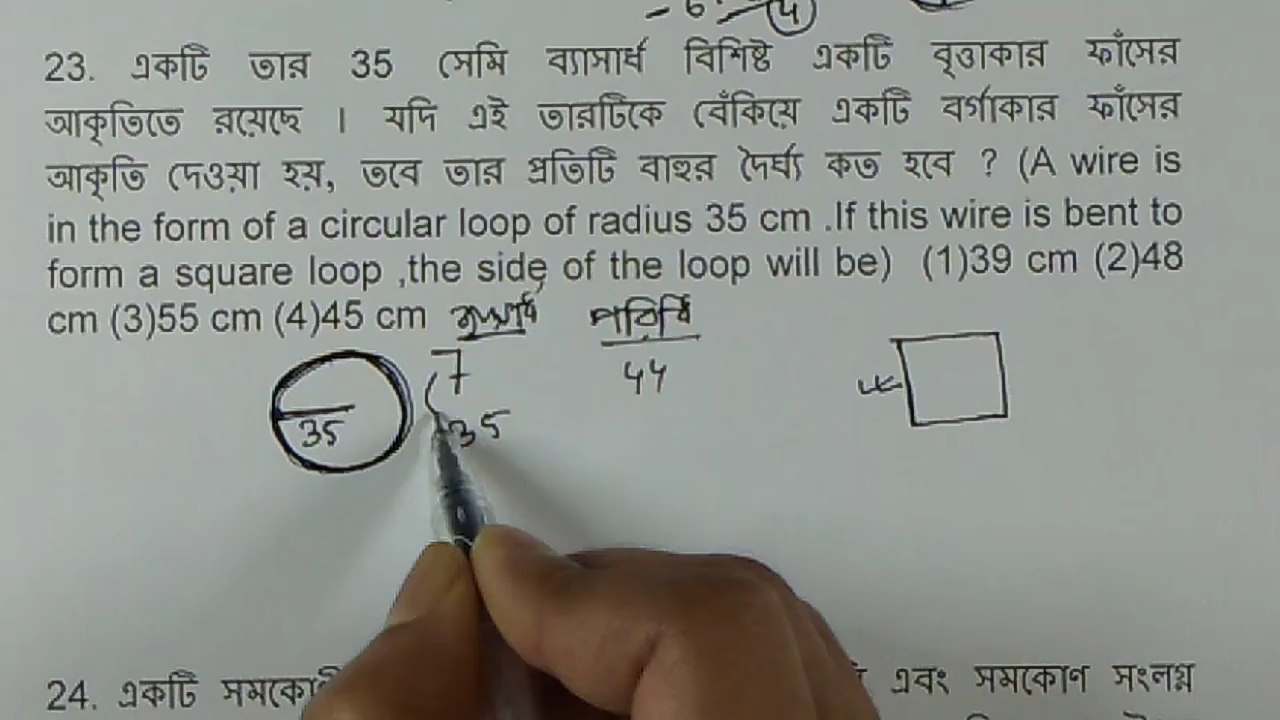 - 6. (4)
23. একটি তার 35 সেমি ব্যাসার্ধ বিশিষ্ট একটি বৃত্তাকার ফাঁসের
আকৃতিতে রয়েছে । যদি এই তারটিকে বেঁকিয়ে একটি বর্গাকার ফাঁসের
আকৃতি দেওয়া হয়, তবে তার প্রতিটি বাহুর দৈর্ঘ্য কত হবে ? (A wire is
in the form of a circular loop of radius 35 cm .If this wire is bent to
form a square loop ,the side of the loop will be) (1)39 cm (2)48
cm (3)55 cm (4)45 cm পরিধি
7 44
35 35
24. একটি এবং সমকোণ সংলগ্ন